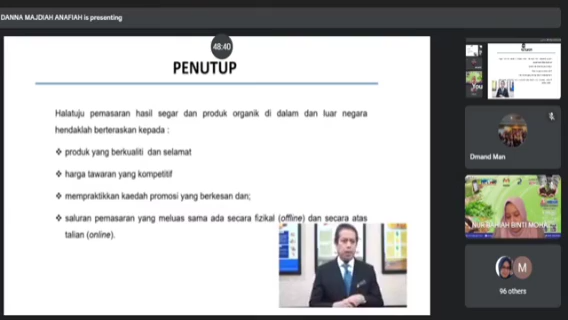 DANNA MAJDIAH ANAFIAH is presenting
48:40
PENUTUP
Halatuju pemasaran hasil segar dan produk organik di dalam dan luar negara
hendaklah berteraskan kepada :
❖ produk yang berkualiti dan selamat
❖ harga tawaran yang kompetitif
❖ mempraktikkan kaedah promosi yang berkesan dan;
❖ saluran pemasaran yang meluas sama ada secara fizikal (offline) dan secara atas
talian (online).
You
Dmand Man
M
96 others